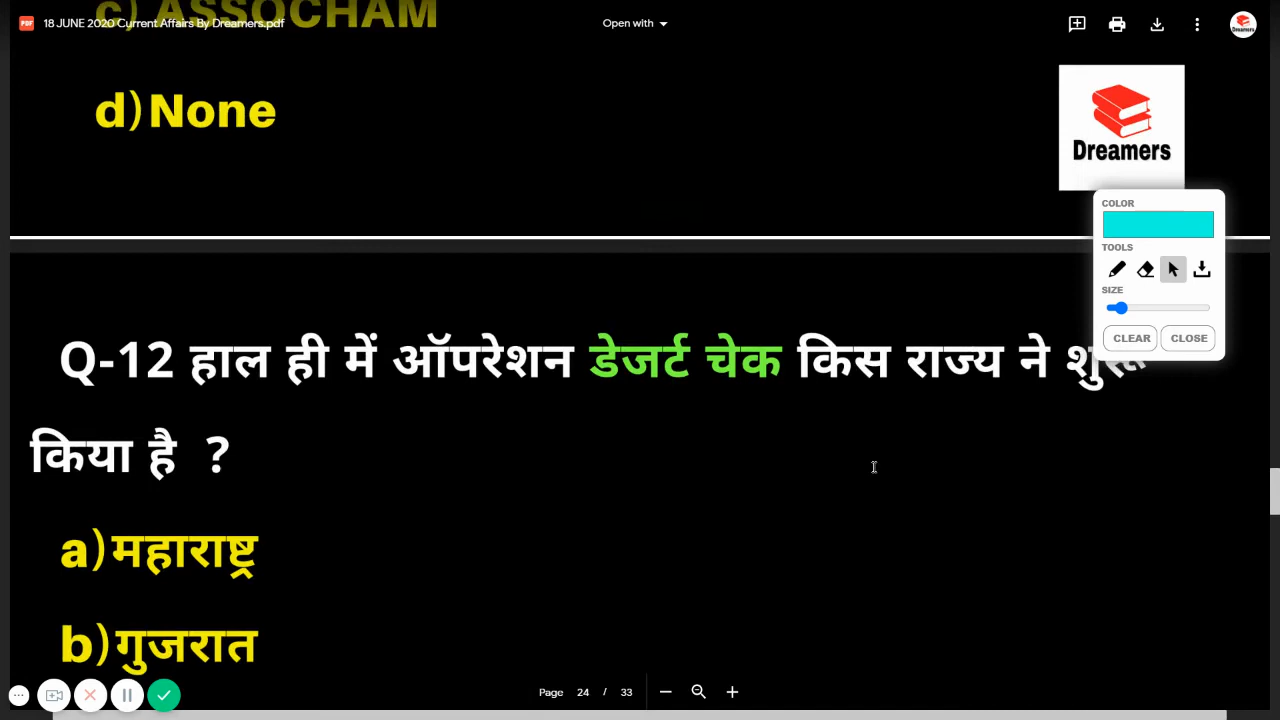 c) ASSOCHAM
18 JUNE 2020 Current Affairs By Dreamers.pdf
Open with
d)None
Dreamers
COLOR
TOOLS
SIZE
CLEAR CLOSE
Q-12 हाल ही में ऑपरेशन डेजर्ट चेक किस राज्य ने शुरू
किया है ?
a)महाराष्ट्र
b)गुजरात
Page 24 / 33